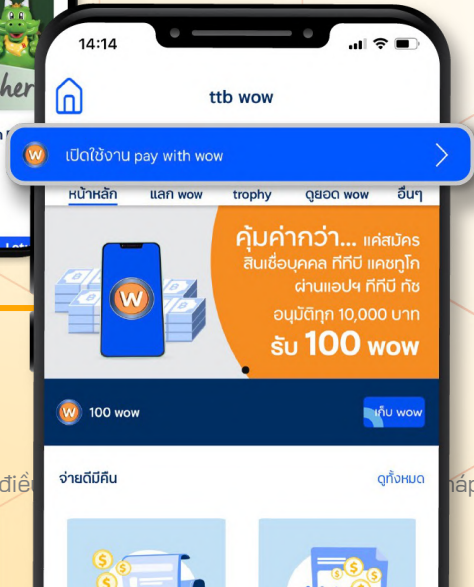 14:14
her
ttb wow
เปิดใช้งาน pay with wow
หน้าหลัก แลก wow trophy ดูยอด wow อื่นๆ
คุ้มค่ากว่า... แค่สมัคร
สินเชื่อบุคคล ทีทีบี แคชทูโก
ผ่านแอปฯ ทีทีบี ทัช
อนุมัติทุก 10,000 บาท
รับ 100 wow
W 100 wow
เก็บ wow
จ่ายดีมีคืน ดูทั้งหมด